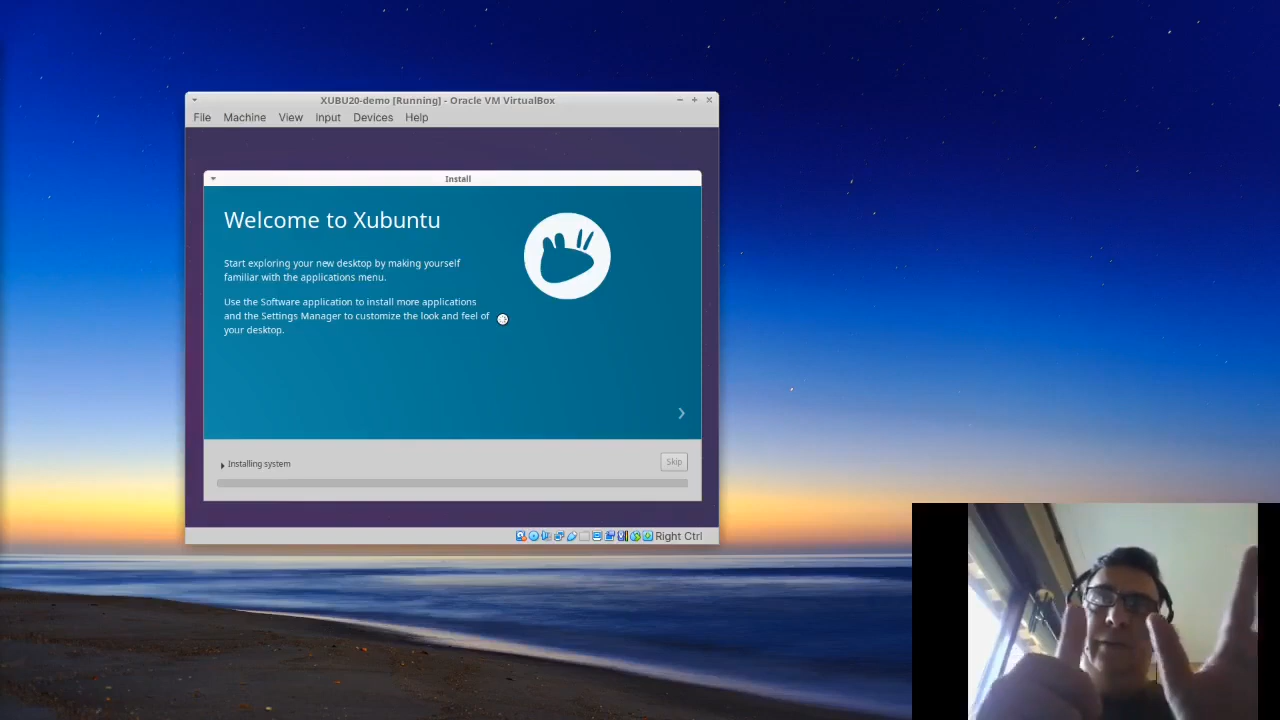 XUBU20-demo [Running] - Oracle VM VirtualBox
File Machine View Input Devices Help
Install
Welcome to Xubuntu
Start exploring your new desktop by making yourself
familiar with the applications menu.
Use the Software application to install more applications
and the Settings Manager to customize the look and feel of
your desktop.
Installing system
Skip
Right Ctrl